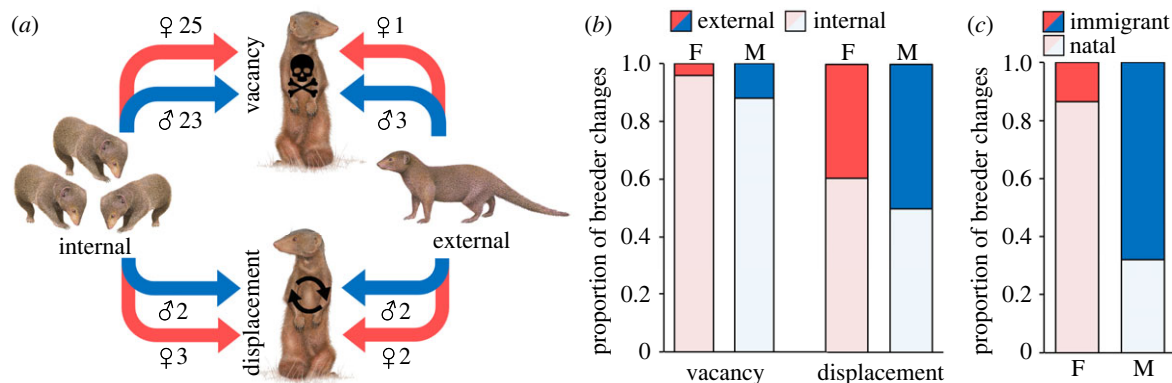 (a)
♀25
♀1
vacancy
♂23
♂3
internal
external
displacement
♂2
♂2
♀3
♀2
(b)
external internal
F M F M
proportion of breeder changes
1.0
0.8
0.6
0.4
0.2
0
vacancy displacement
(c)
immigrant
natal
proportion of breeder changes
1.0
0.8
0.6
0.4
0.2
0
F M